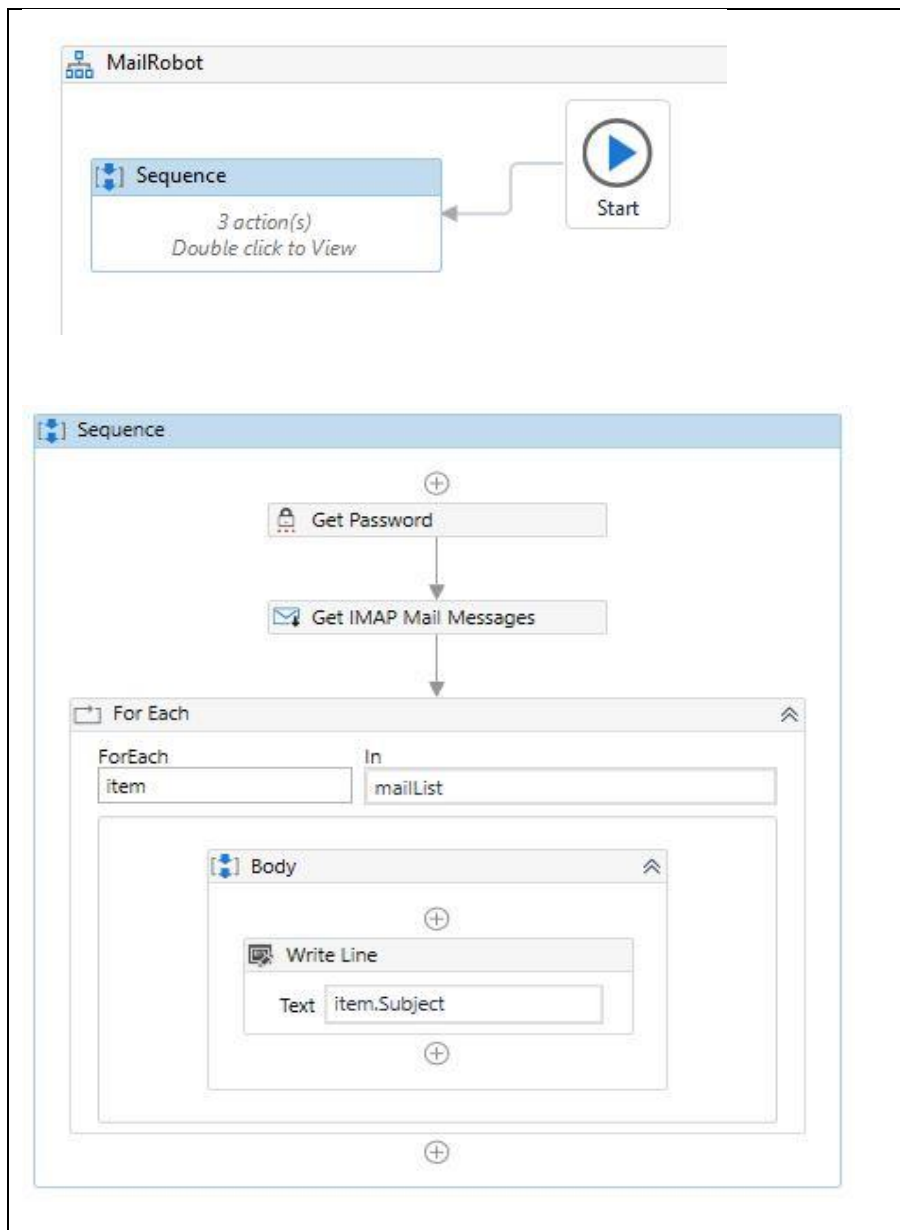 MailRobot
Sequence
3 action(s)
Double click to View
Start
Sequence
Get Password
Get IMAP Mail Messages
For Each
ForEach In
item mailList
Body
Write Line
Text item.Subject